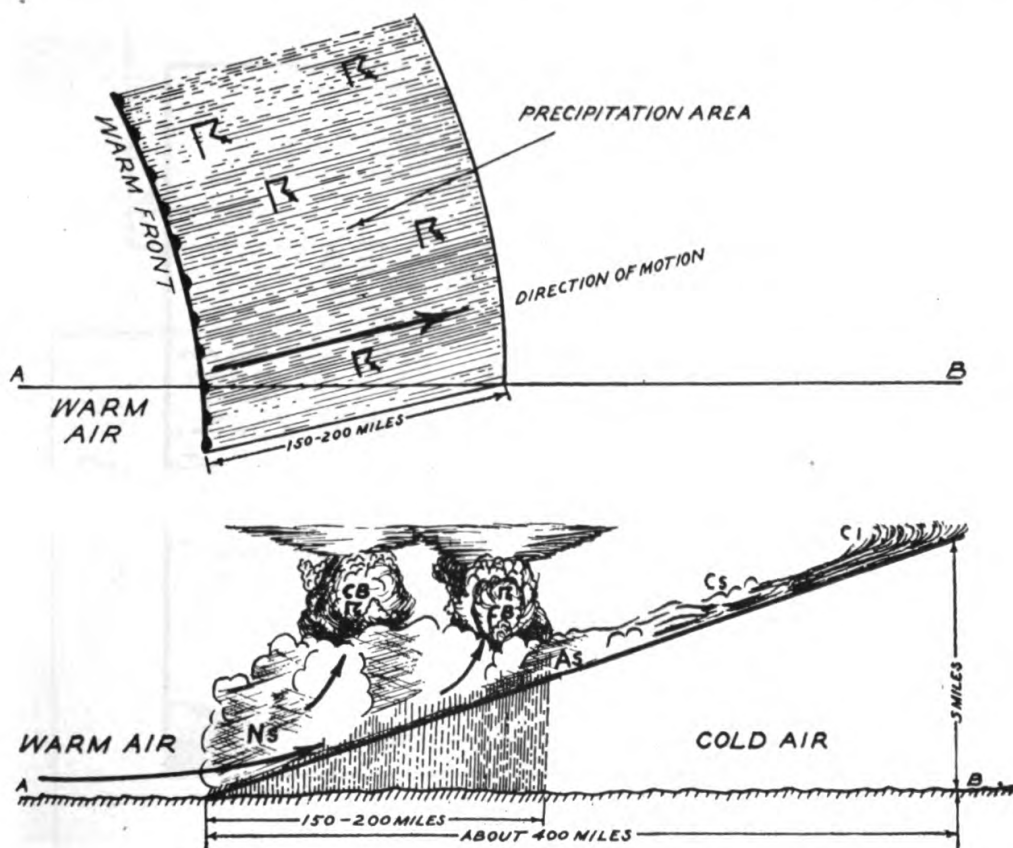 PRECIPITATION AREA
WARM FRONT
DIRECTION OF MOTION
A
B
WARM
AIR
150-200 MILES
CI
CS
CB
CB
AS
NS
5 MILES
WARM AIR
COLD AIR
A
B
150-200 MILES
ABOUT 400 MILES